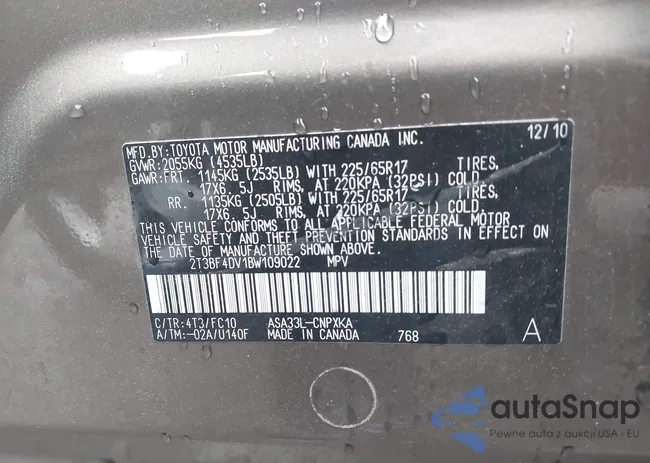 MFD.BY:TOYOTA MOTOR MANUFACTURING CANADA INC. 12/10
GVWR:2055KG (4535LB)
GAWR:FRT. 1145KG (2535LB) WITH 225/65R17 TIRES,
17X6.5J RIMS, AT 220KPA (32PSI) COLD.
RR. 1135KG (2505LB) WITH 225/65R17 TIRES,
17X6.5J RIMS, AT 220KPA (32PSI) COLD.
THIS VEHICLE CONFORMS TO ALL APPLICABLE FEDERAL MOTOR
VEHICLE SAFETY AND THEFT PREVENTION STANDARDS IN EFFECT
ON THE DATE OF MANUFACTURE SHOWN ABOVE.
2T3BF4DV1BW109022 MPV
C/TR:4T3/FC10 ASA33L-CNPXKA
A/TM:-02A/U140F MADE IN CANADA 768 A
autaSnap
Pewne auta z aukcji USA i EU